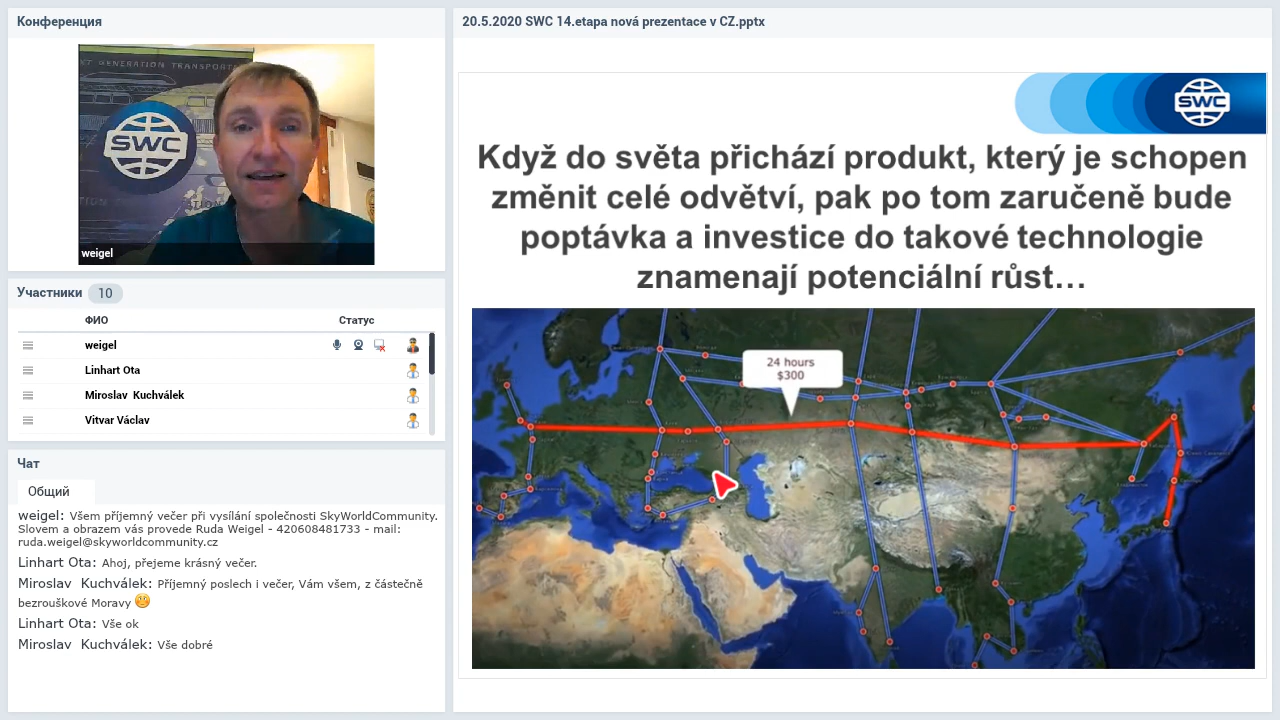 Конференция
20.5.2020 SWC 14.etapa nová prezentace v CZ.pptx
SWC
weigel
Участники 10
ФИО Статус
weigel
Linhart Ota
Miroslav Kuchválek
Vitvar Václav
Чат
Общий
weigel: Všem příjemný večer při vysílání společnosti SkyWorldCommunity.
Slovem a obrazem vás provede Ruda Weigel - 420608481733 - mail:
ruda.weigel@skyworldcommunity.cz
Linhart Ota: Ahoj, přejeme krásný večer.
Miroslav Kuchválek: Příjemný poslech i večer, Vám všem, z částečně
bezrouškové Moravy
Linhart Ota: Vše ok
Miroslav Kuchválek: Vše dobré
SWC
Když do světa přichází produkt, který je schopen
změnit celé odvětví, pak po tom zaručeně bude
poptávka a investice do takové technologie
znamenají potenciální růst...
24 hours
$300